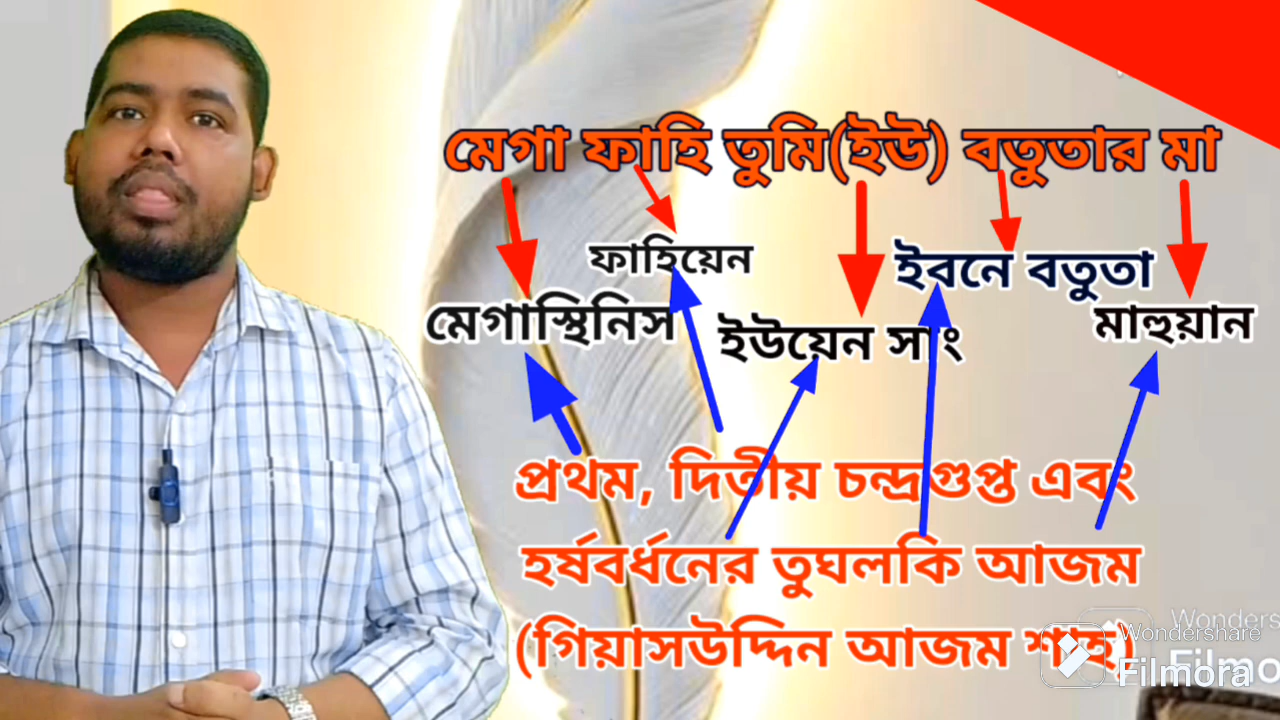 মেগা ফাহি তুমি(ইউ) বতুতার মা
ফাহিয়েন
ইবনে বতুতা
মেগাস্থিনিস
ইউয়েন সাং
মাহুয়ান
প্রথম, দিতীয় চন্দ্রগুপ্ত এবং
হর্ষবর্ধনের তুঘলকি আজম
(গিয়াসউদ্দিন আজম শাহ)
Wondershare
Filmora